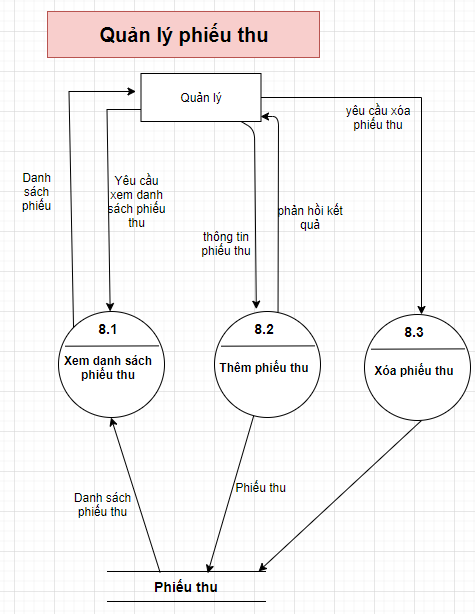 Quản lý phiếu thu
Quản lý
yêu cầu xóa
phiếu thu
Danh
sách
phiếu
Yêu cầu
xem danh
sách phiếu
thu
thông tin
phiếu thu
phản hồi kết
quả
8.1
Xem danh sách
phiếu thu
8.2
Thêm phiếu thu
8.3
Xóa phiếu thu
Danh sách
phiếu thu
Phiếu thu
Phiếu thu